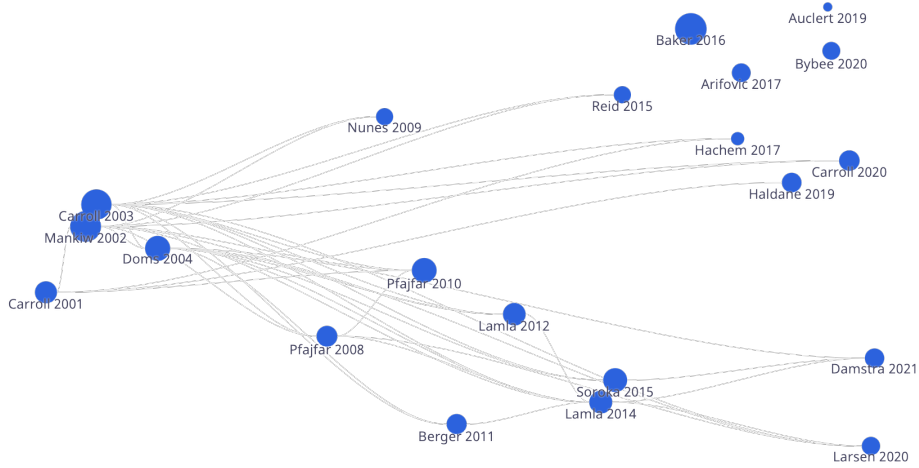 Auclert 2019
Baker 2016
Bybee 2020
Arifovic 2017
Reid 2015
Nunes 2009
Hachem 2017
Carroll 2020
Haldane 2019
Carroll 2003
Mankiw 2002
Doms 2004
Pfajfar 2010
Carroll 2001
Lamla 2012
Pfajfar 2008
Damstra 2021
Soroka 2015
Lamla 2014
Berger 2011
Larsen 2020